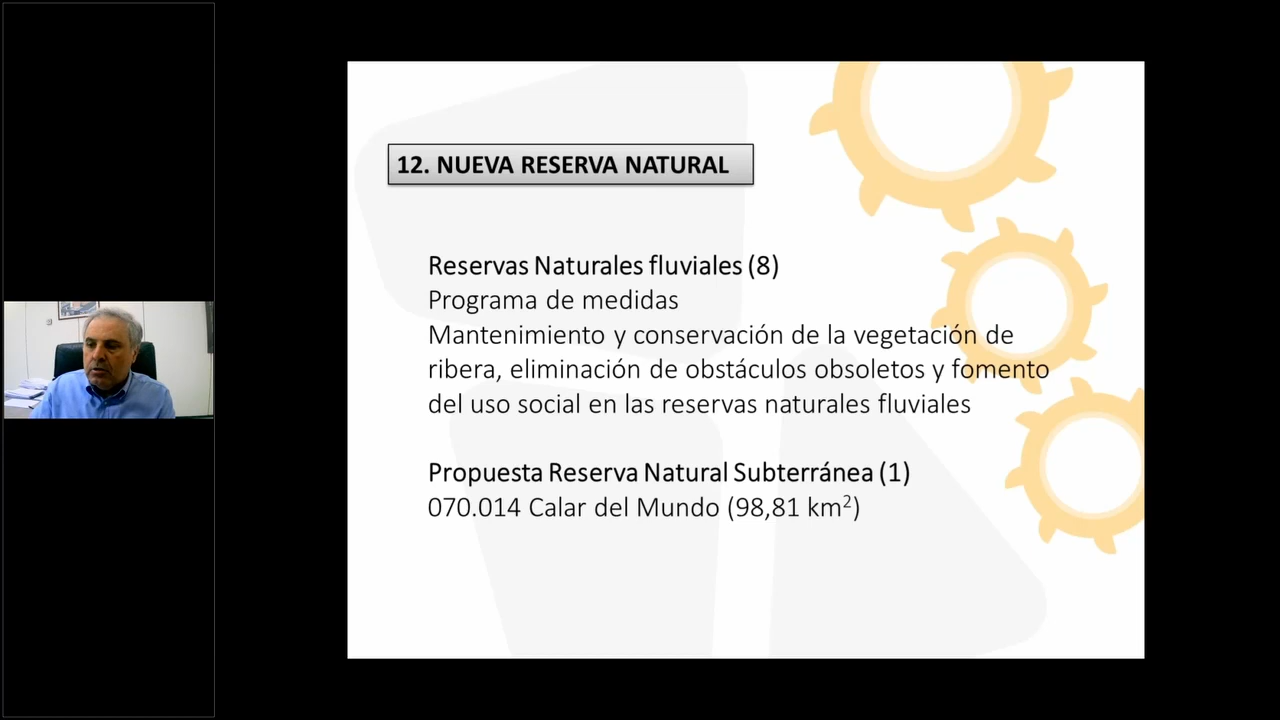 12. NUEVA RESERVA NATURAL
Reservas Naturales fluviales (8)
Programa de medidas
Mantenimiento y conservación de la vegetación de
ribera, eliminación de obstáculos obsoletos y fomento
del uso social en las reservas naturales fluviales
Propuesta Reserva Natural Subterránea (1)
070.014 Calar del Mundo (98,81 km²)